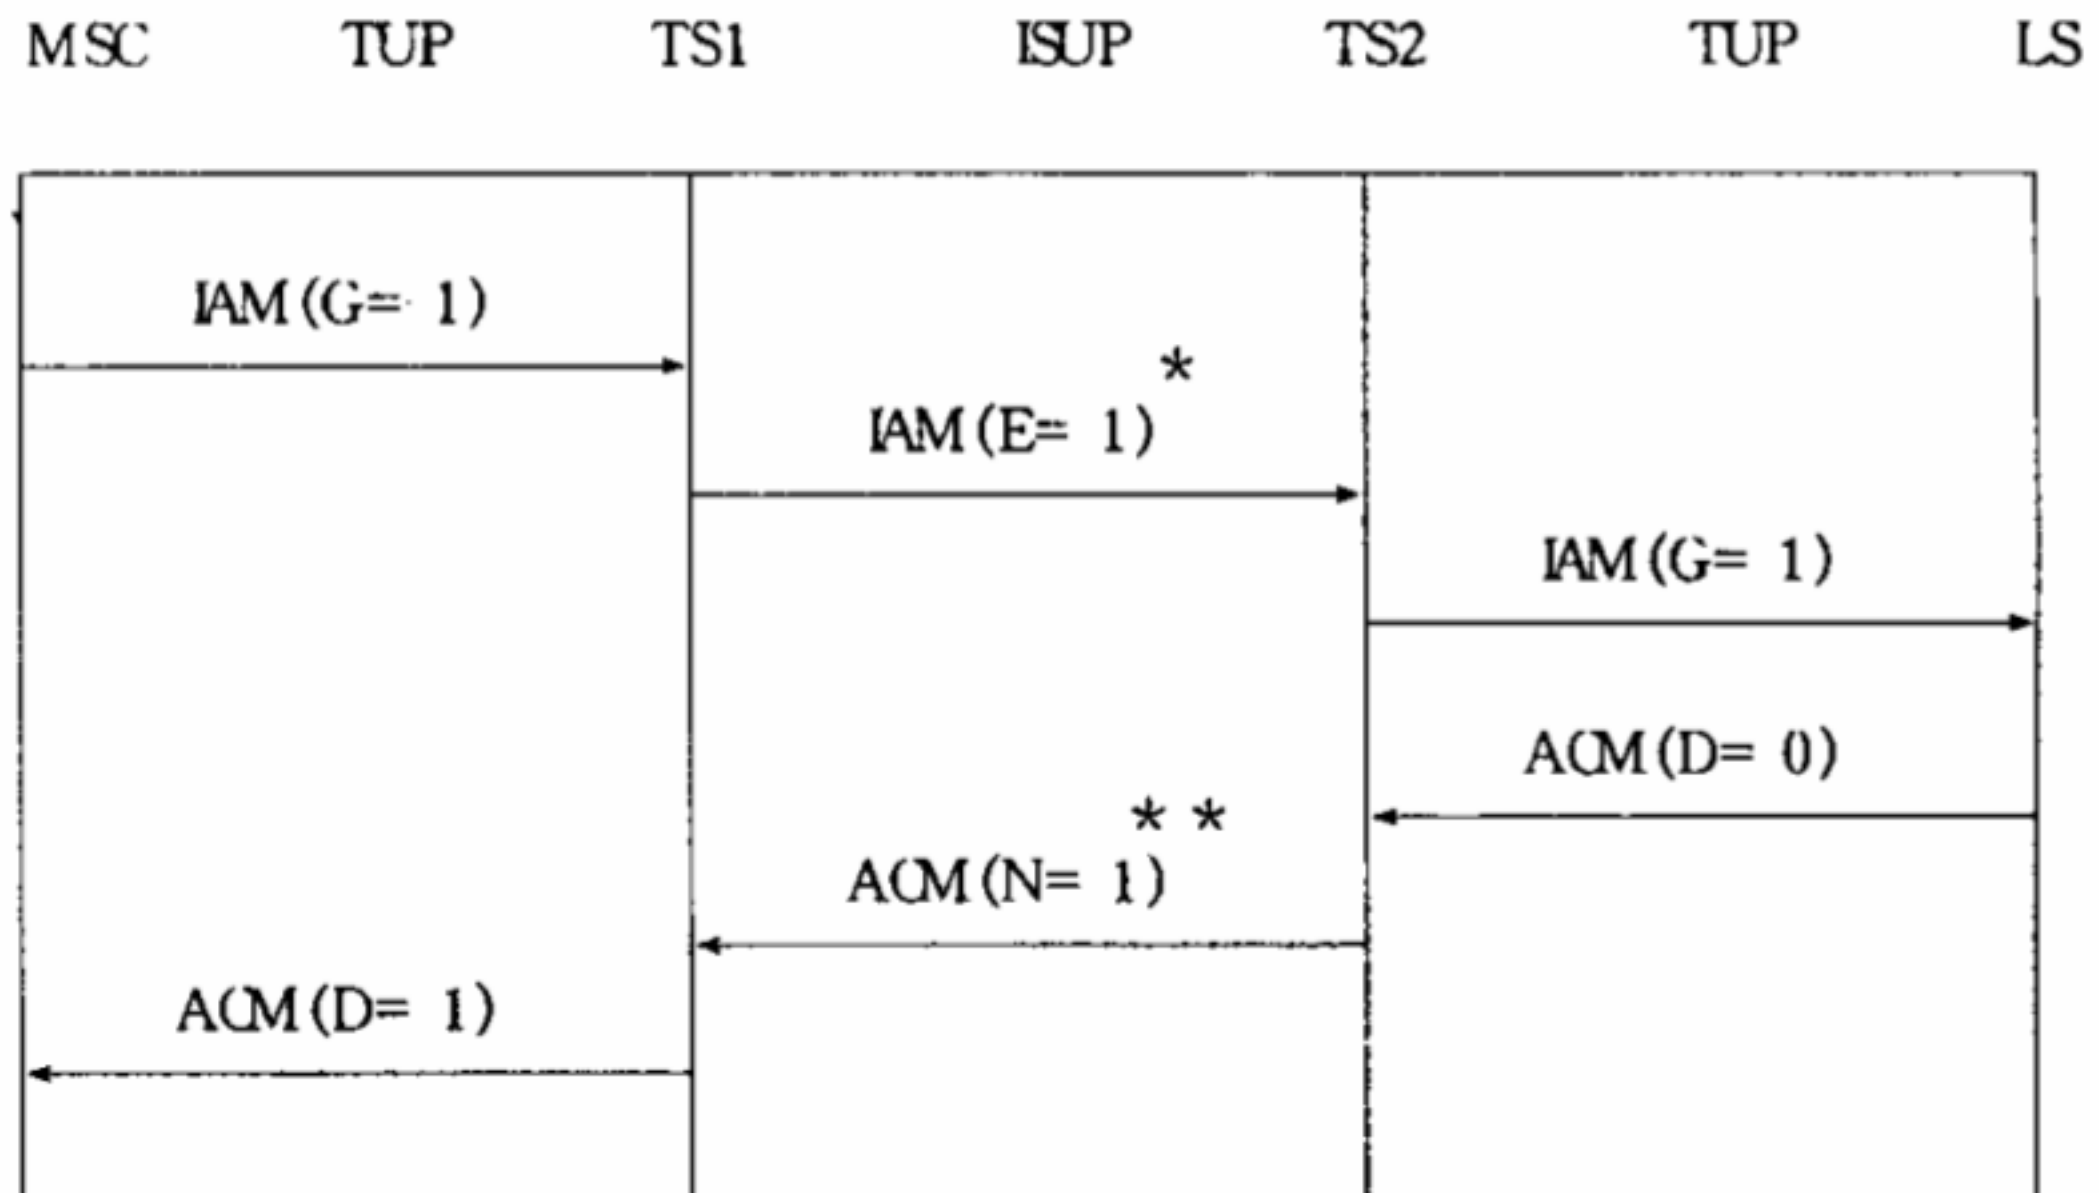 MSC TUP TS1 ISUP TS2 TUP LS
IAM(G= 1)
*
IAM(E= 1)
IAM(G= 1)
ACM(D= 0)
* *
ACM(N= 1)
ACM(D= 1)